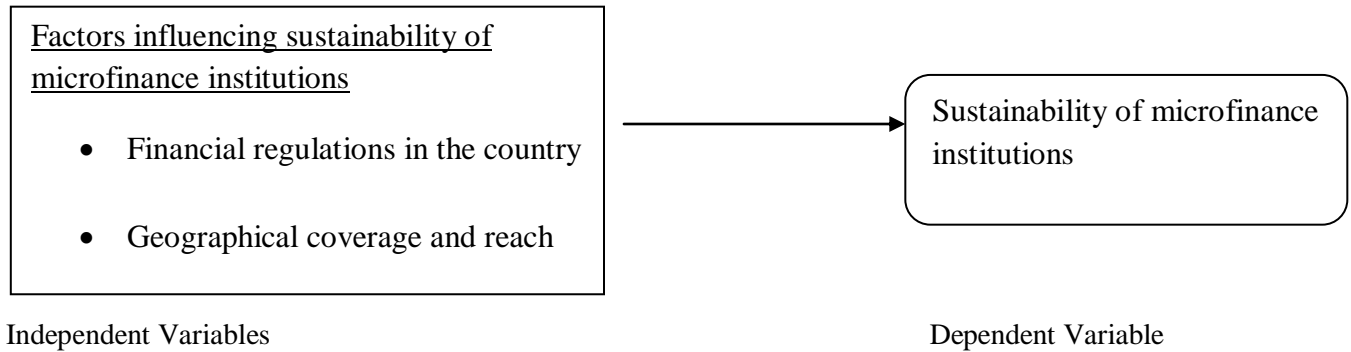 Factors influencing sustainability of
microfinance institutions
• Financial regulations in the country
• Geographical coverage and reach
Sustainability of microfinance
institutions
Independent Variables
Dependent Variable